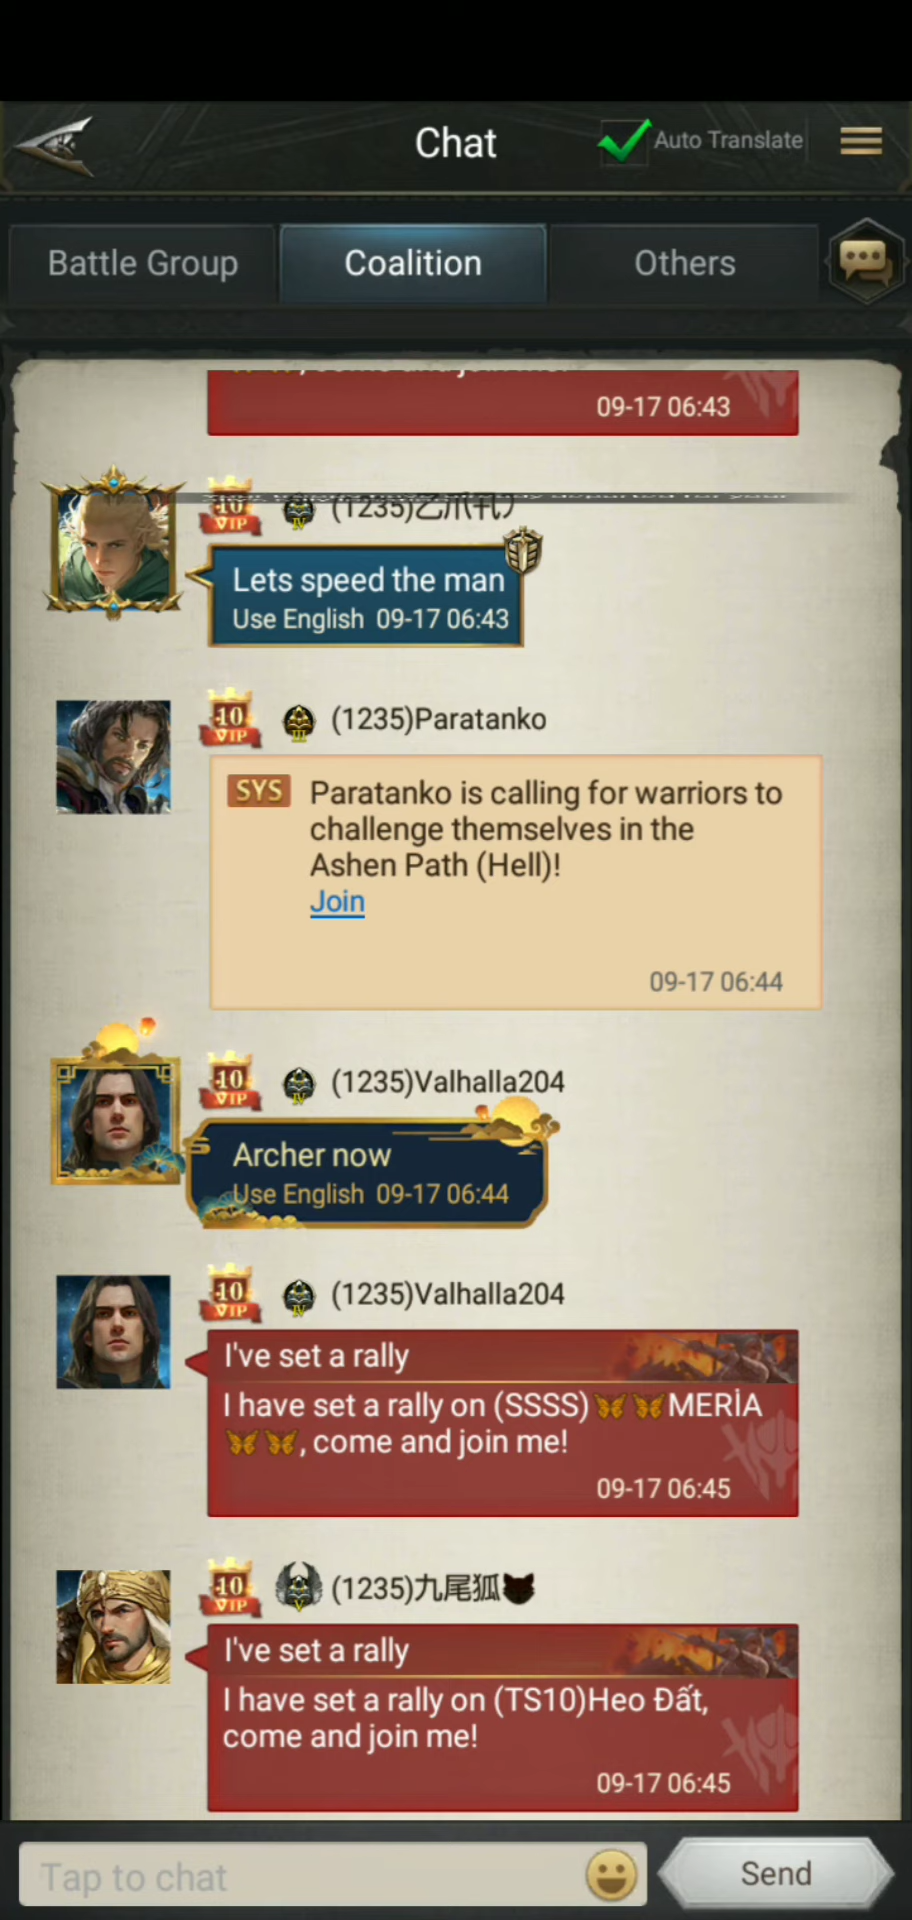 Chat
Auto Translate
Battle Group
Coalition
Others
09-17 06:43
10
VIP
IV
(1235)
Lets speed the man
Use English 09-17 06:43
10
VIP
III
(1235)Paratanko
SYS
Paratanko is calling for warriors to
challenge themselves in the
Ashen Path (Hell)!
Join
09-17 06:44
10
VIP
IV
(1235)Valhalla204
Archer now
Use English 09-17 06:44
10
VIP
IV
(1235)Valhalla204
I've set a rally
I have set a rally on (SSSS)🦋🦋MERİA
🦋🦋, come and join me!
09-17 06:45
10
VIP
V
(1235)九尾狐
I've set a rally
I have set a rally on (TS10)Heo Đất,
come and join me!
09-17 06:45
Tap to chat
Send